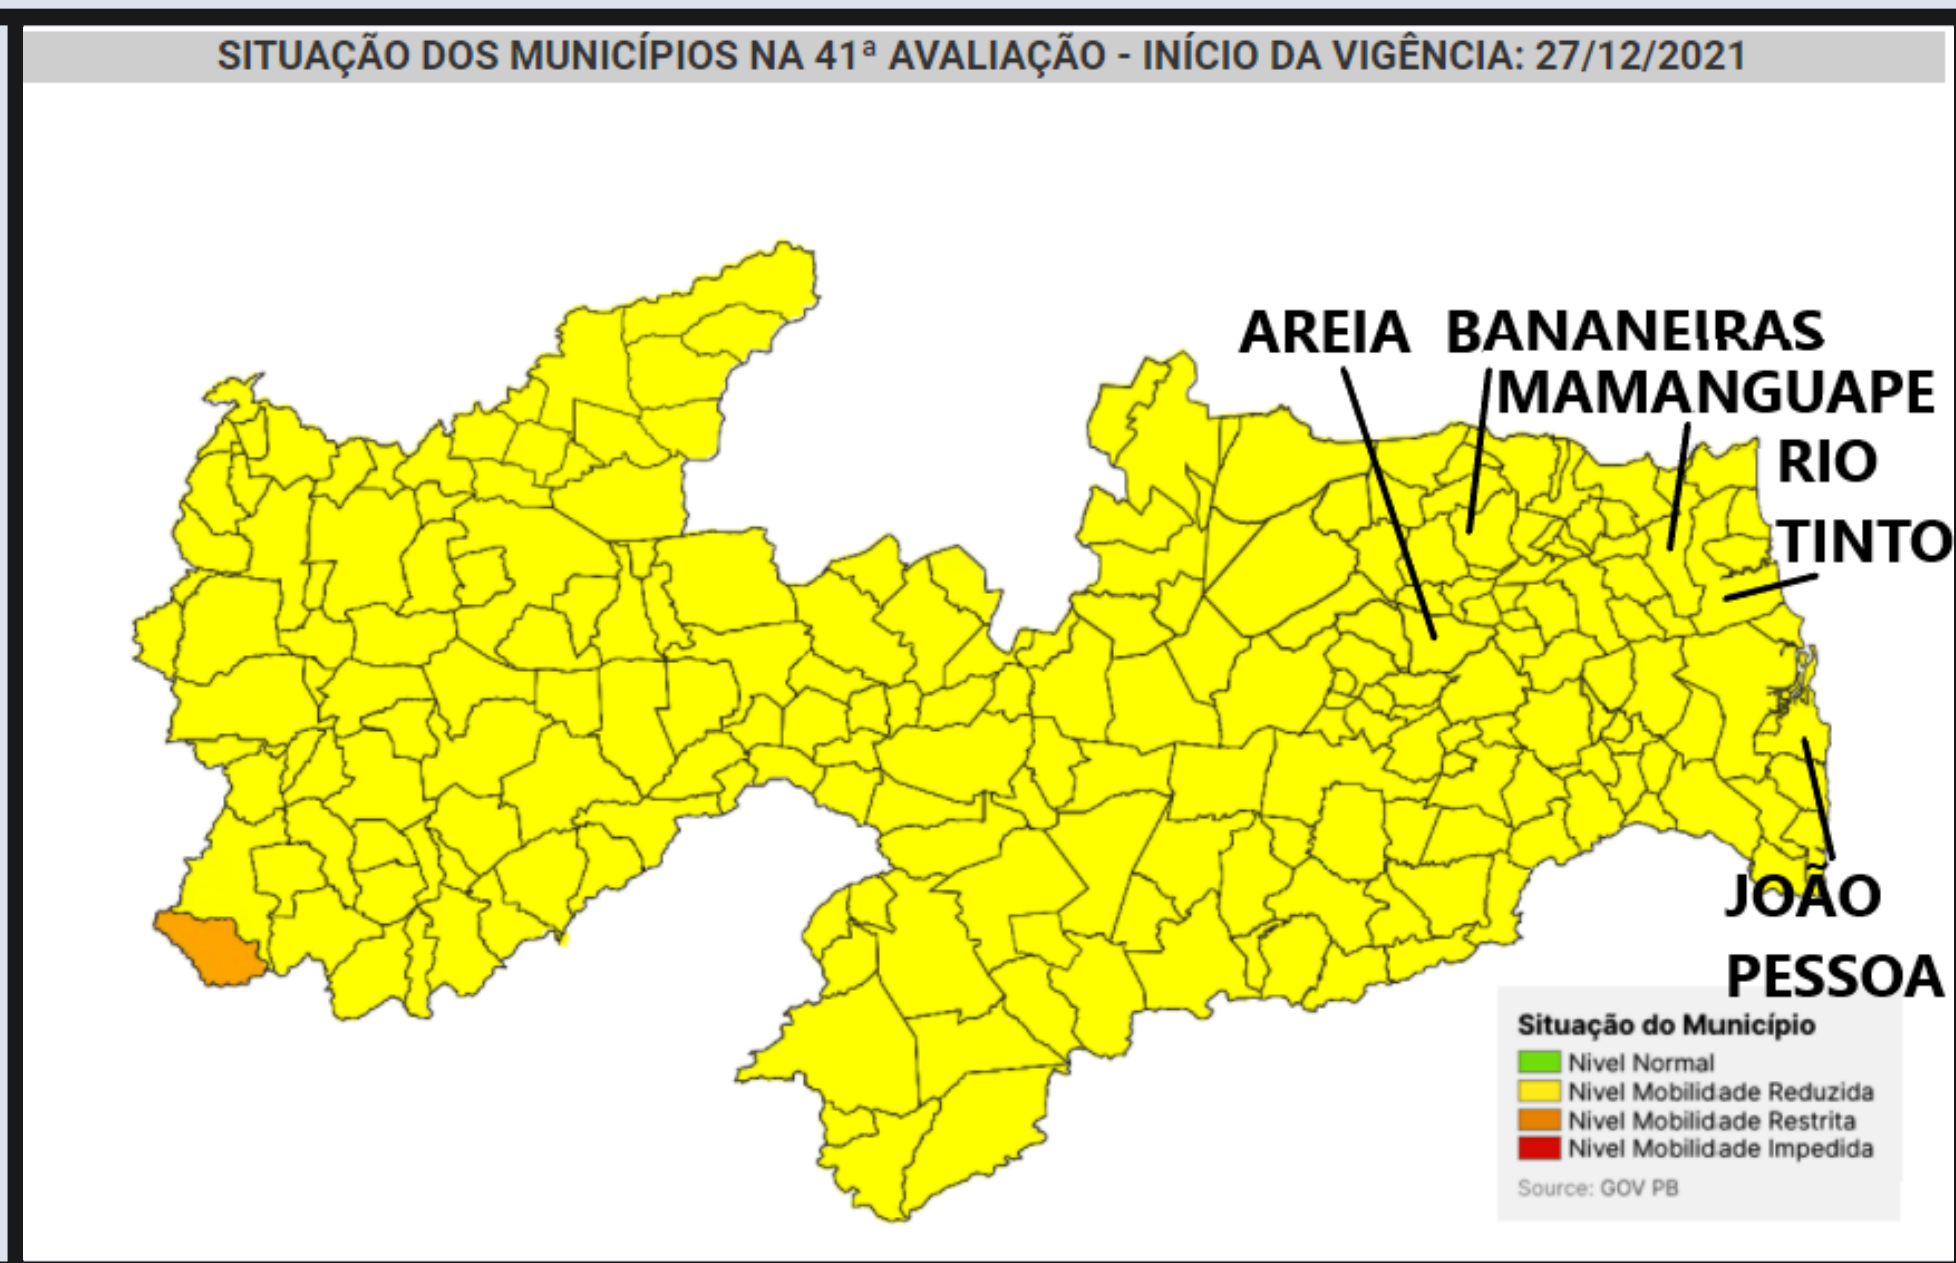 SITUAÇÃO DOS MUNICÍPIOS NA 41ª AVALIAÇÃO - INÍCIO DA VIGÊNCIA: 27/12/2021
AREIA BANANEIRAS
MAMANGUAPE
RIO
TINTO
JOÃO
PESSOA
Situação do Município
Nivel Normal
Nivel Mobilidade Reduzida
Nivel Mobilidade Restrita
Nivel Mobilidade Impedida
Source: GOV PB